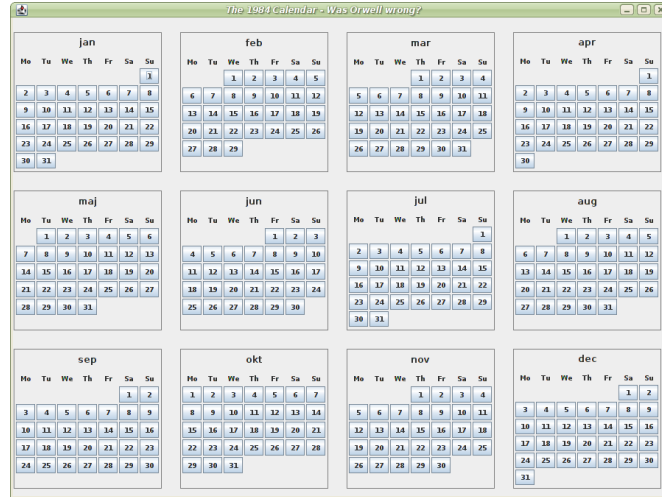 The 1984 Calendar - Was Orwell wrong?
jan
Mo Tu We Th Fr Sa Su
1
2 3 4 5 6 7 8
9 10 11 12 13 14 15
16 17 18 19 20 21 22
23 24 25 26 27 28 29
30 31
feb
Mo Tu We Th Fr Sa Su
1 2 3 4 5
6 7 8 9 10 11 12
13 14 15 16 17 18 19
20 21 22 23 24 25 26
27 28 29
mar
Mo Tu We Th Fr Sa Su
1 2 3 4
5 6 7 8 9 10 11
12 13 14 15 16 17 18
19 20 21 22 23 24 25
26 27 28 29 30 31
apr
Mo Tu We Th Fr Sa Su
1
2 3 4 5 6 7 8
9 10 11 12 13 14 15
16 17 18 19 20 21 22
23 24 25 26 27 28 29
30
maj
Mo Tu We Th Fr Sa Su
1 2 3 4 5 6
7 8 9 10 11 12 13
14 15 16 17 18 19 20
21 22 23 24 25 26 27
28 29 30 31
jun
Mo Tu We Th Fr Sa Su
1 2 3
4 5 6 7 8 9 10
11 12 13 14 15 16 17
18 19 20 21 22 23 24
25 26 27 28 29 30
jul
Mo Tu We Th Fr Sa Su
1
2 3 4 5 6 7 8
9 10 11 12 13 14 15
16 17 18 19 20 21 22
23 24 25 26 27 28 29
30 31
aug
Mo Tu We Th Fr Sa Su
1 2 3 4 5
6 7 8 9 10 11 12
13 14 15 16 17 18 19
20 21 22 23 24 25 26
27 28 29 30 31
sep
Mo Tu We Th Fr Sa Su
1 2
3 4 5 6 7 8 9
10 11 12 13 14 15 16
17 18 19 20 21 22 23
24 25 26 27 28 29 30
okt
Mo Tu We Th Fr Sa Su
1 2 3 4 5 6 7
8 9 10 11 12 13 14
15 16 17 18 19 20 21
22 23 24 25 26 27 28
29 30 31
nov
Mo Tu We Th Fr Sa Su
1 2 3 4
5 6 7 8 9 10 11
12 13 14 15 16 17 18
19 20 21 22 23 24 25
26 27 28 29 30
dec
Mo Tu We Th Fr Sa Su
1 2
3 4 5 6 7 8 9
10 11 12 13 14 15 16
17 18 19 20 21 22 23
24 25 26 27 28 29 30
31